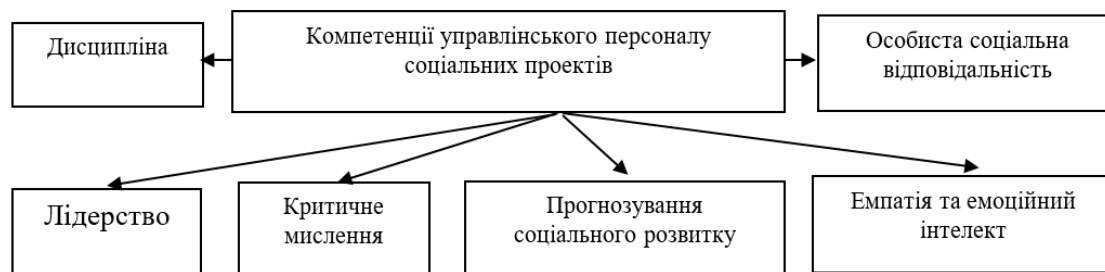 Дисципліна
Компетенції управлінського персоналу
соціальних проектів
Особиста соціальна
відповідальність
Лідерство
Критичне
мислення
Прогнозування
соціального розвитку
Емпатія та емоційний
інтелект